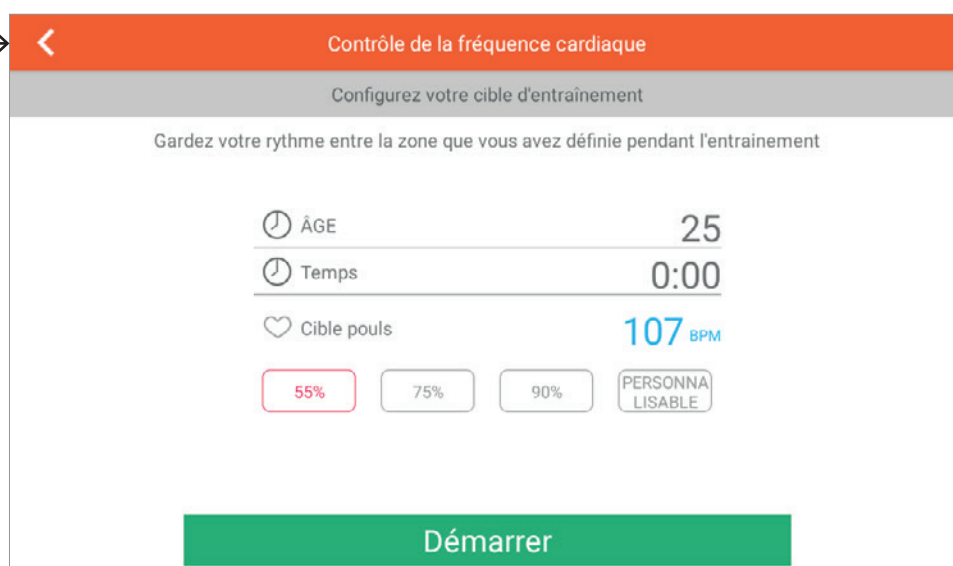 Contrôle de la fréquence cardiaque
Configurez votre cible d'entraînement
Gardez votre rythme entre la zone que vous avez définie pendant l'entrainement
ÂGE 25
Temps 0:00
Cible pouls 107 BPM
55% 75% 90% PERSONNA
LISABLE
Démarrer